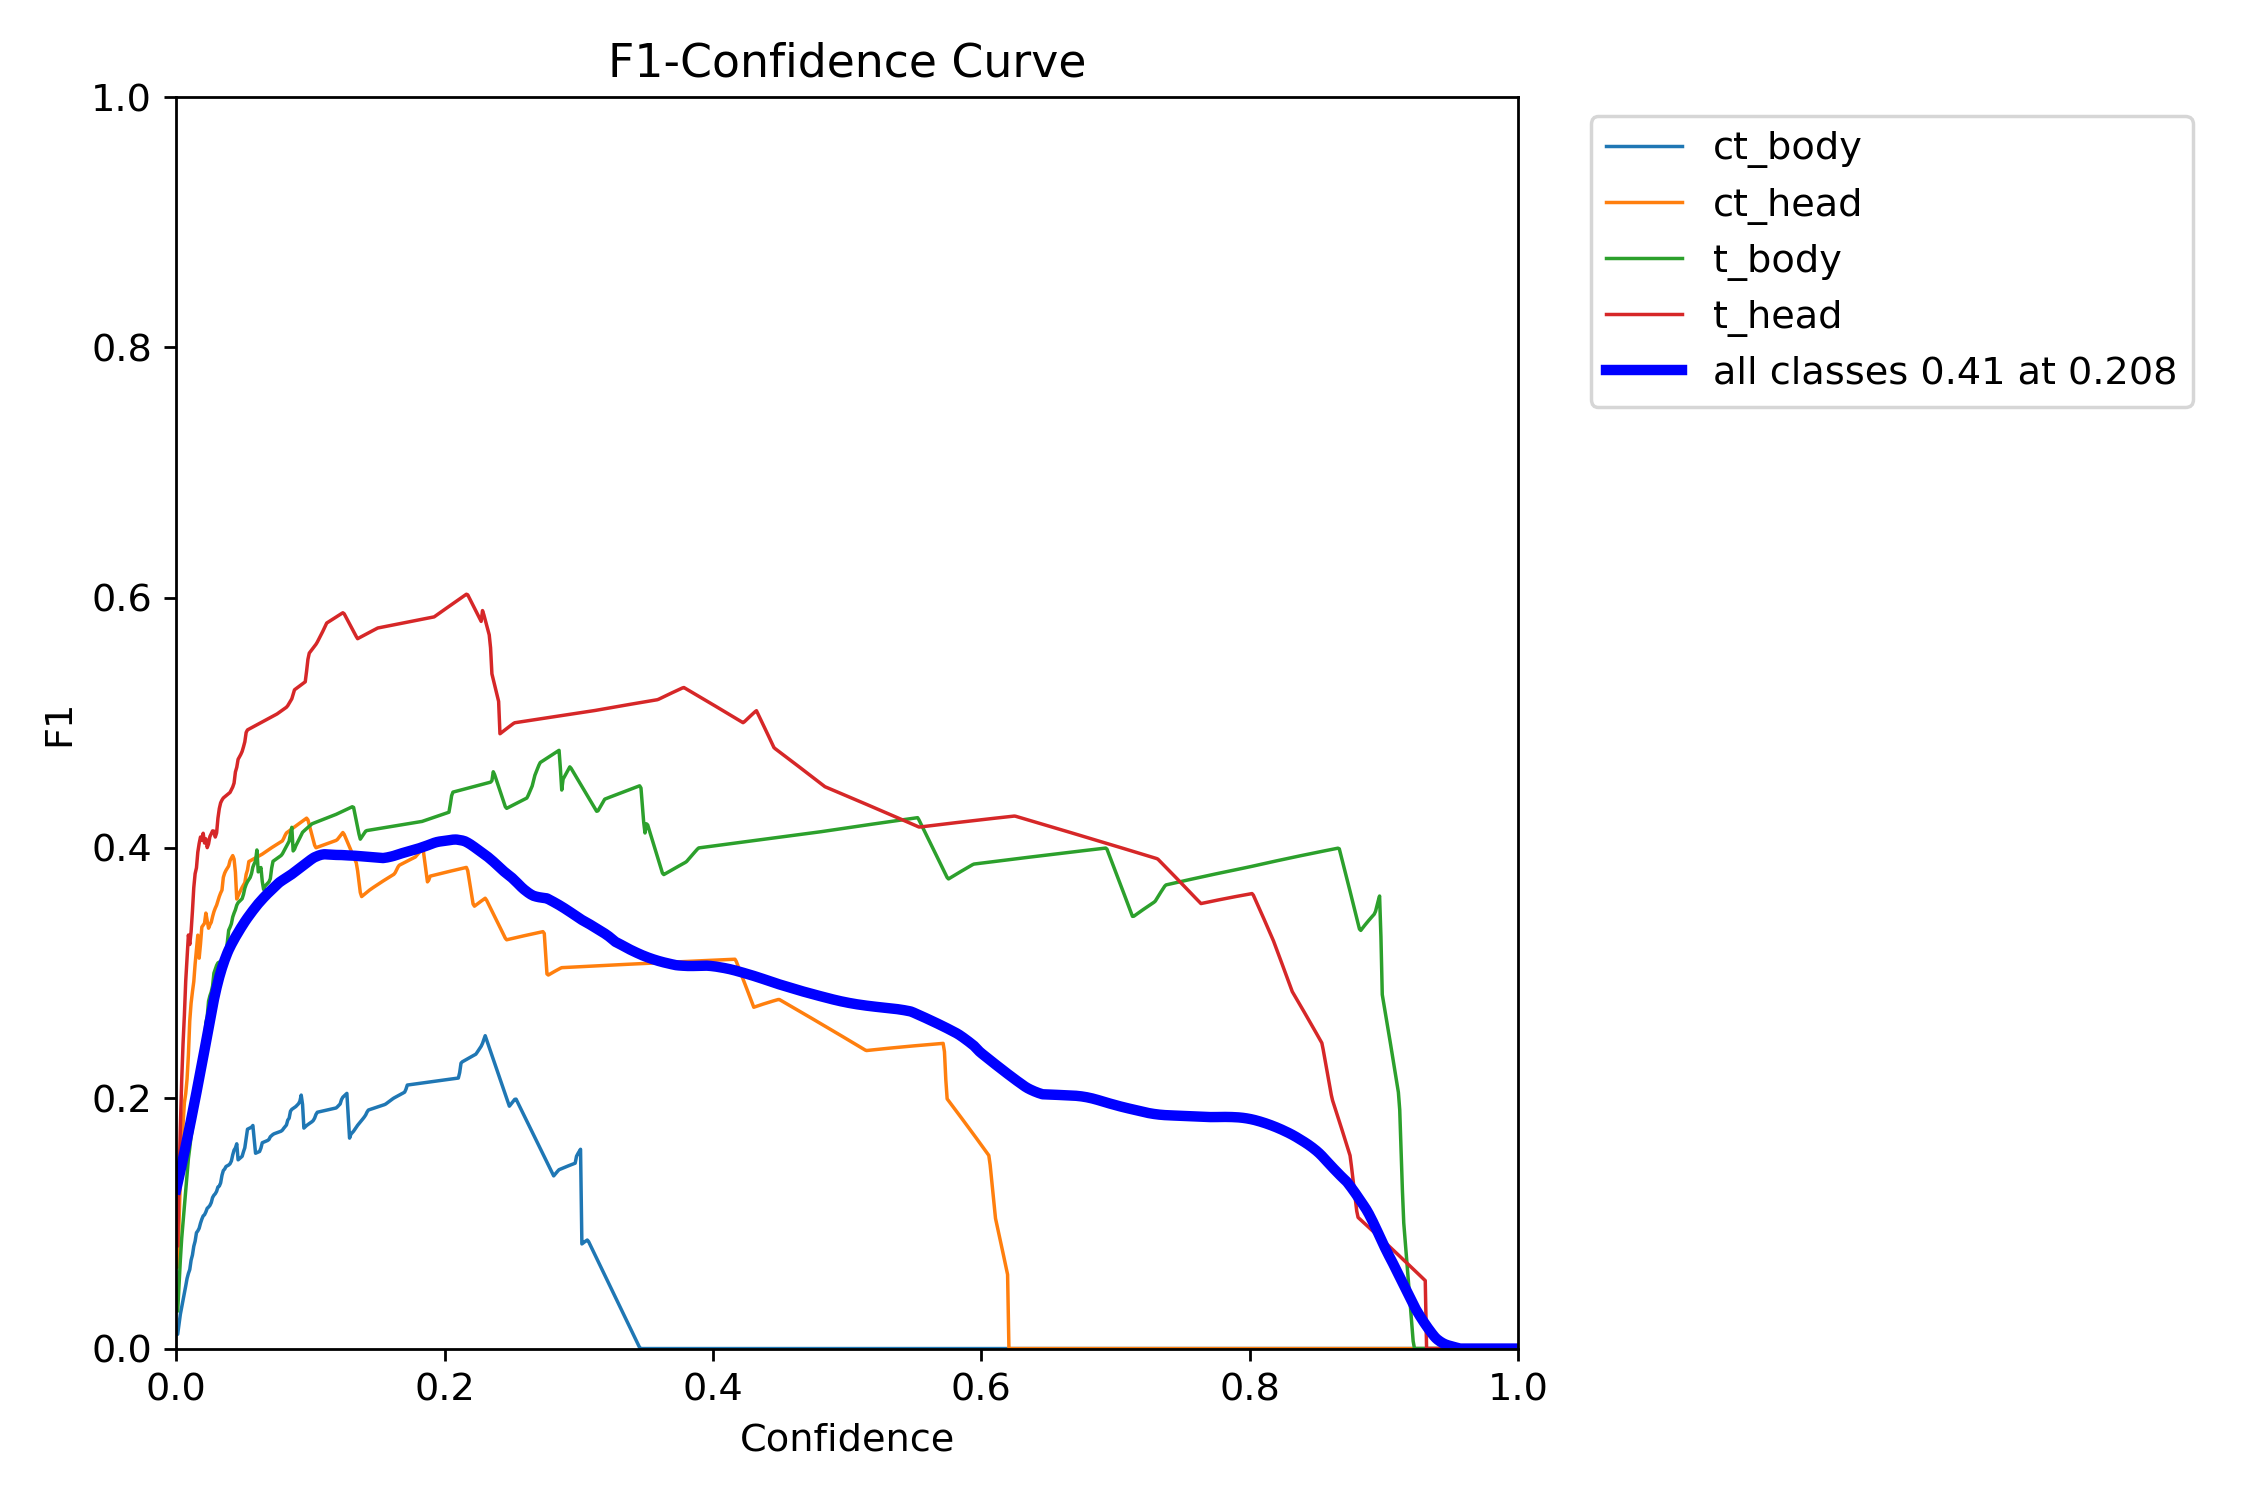 F1-Confidence Curve
1.0
0.8
0.6
0.4
0.2
0.0
F1
0.0 0.2 0.4 0.6 0.8 1.0
Confidence
ct_body
ct_head
t_body
t_head
all classes 0.41 at 0.208